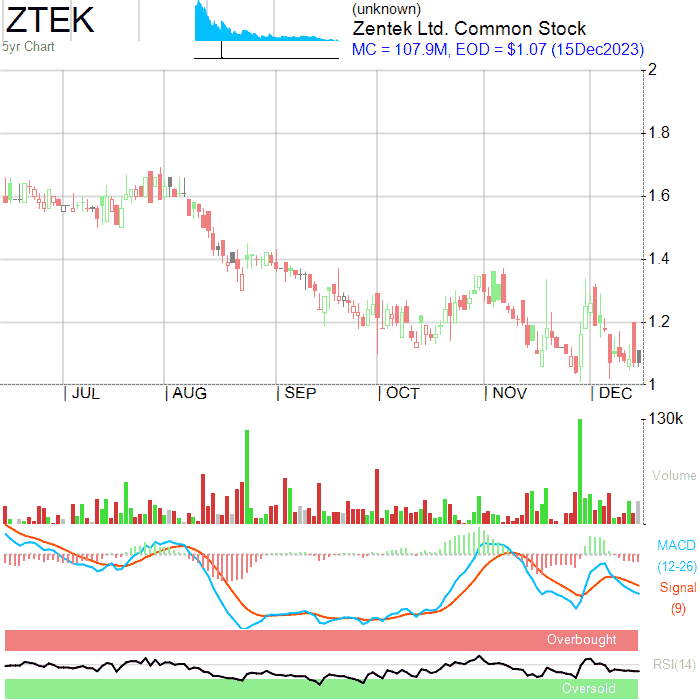 ZTEK
5yr Chart
(unknown)
Zentek Ltd. Common Stock
MC = 107.9M, EOD = $1.07 (15Dec2023)
2
1.8
1.6
1.4
1.2
1
JUL AUG SEP OCT NOV DEC
130k
Volume
MACD
(12-26)
Signal
(9)
Overbought
RSI(14)
Oversold